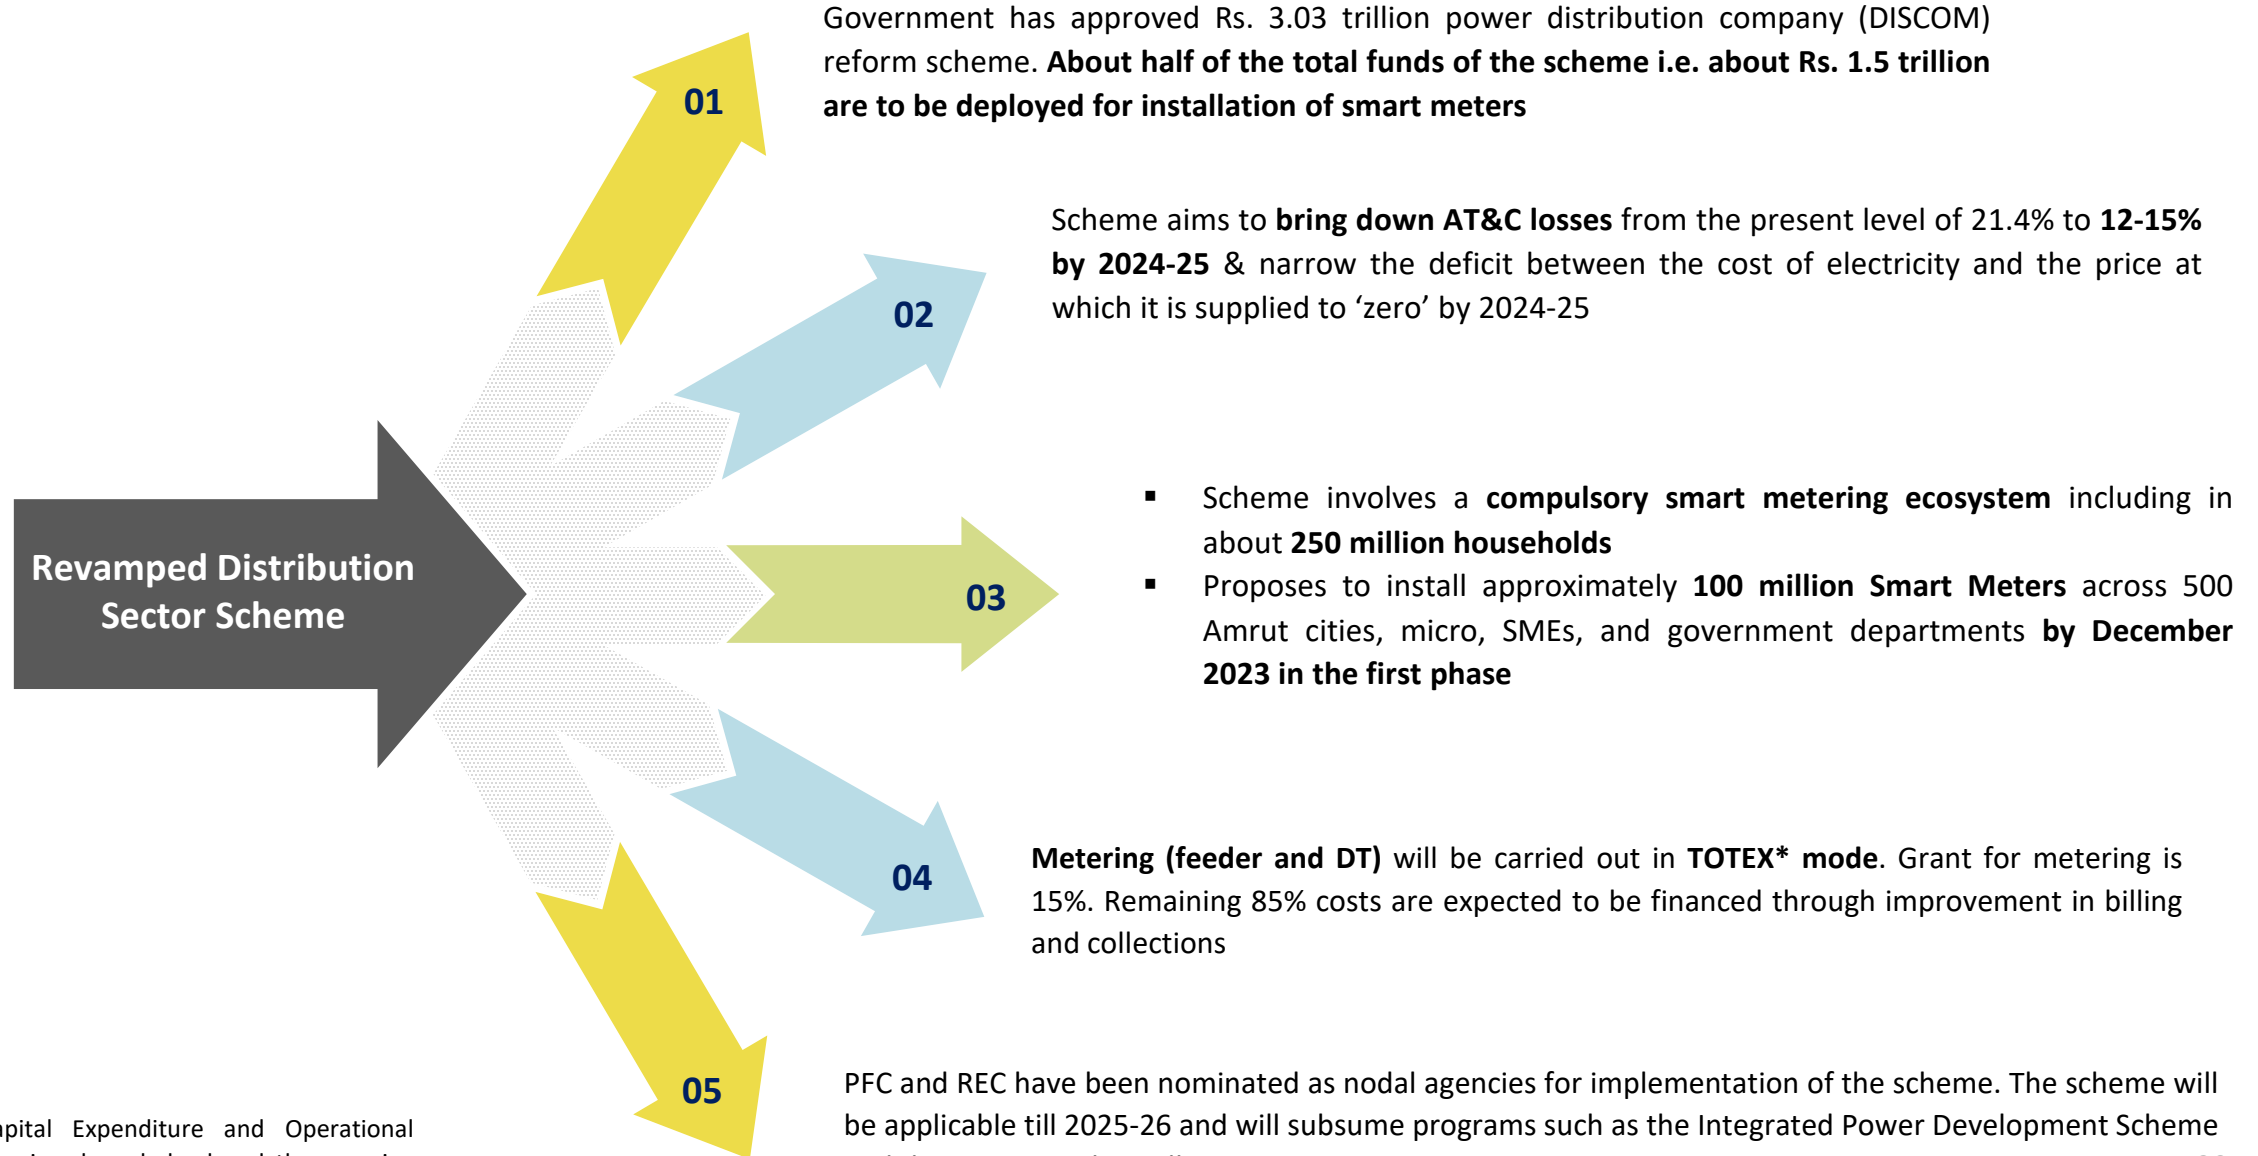 Government has approved Rs. 3.03 trillion power distribution company (DISCOM)
reform scheme. About half of the total funds of the scheme i.e. about Rs. 1.5 trillion
are to be deployed for installation of smart meters
01
Scheme aims to bring down AT&C losses from the present level of 21.4% to 12-15%
by 2024-25 & narrow the deficit between the cost of electricity and the price at
which it is supplied to ‘zero’ by 2024-25
02
▪ Scheme involves a compulsory smart metering ecosystem including in
about 250 million households
▪ Proposes to install approximately 100 million Smart Meters across 500
Amrut cities, micro, SMEs, and government departments by December
2023 in the first phase
03
Revamped Distribution
Sector Scheme
Metering (feeder and DT) will be carried out in TOTEX* mode. Grant for metering is
15%. Remaining 85% costs are expected to be financed through improvement in billing
and collections
04
05
PFC and REC have been nominated as nodal agencies for implementation of the scheme. The scheme will
be applicable till 2025-26 and will subsume programs such as the Integrated Power Development Scheme
Expenditure and Operational